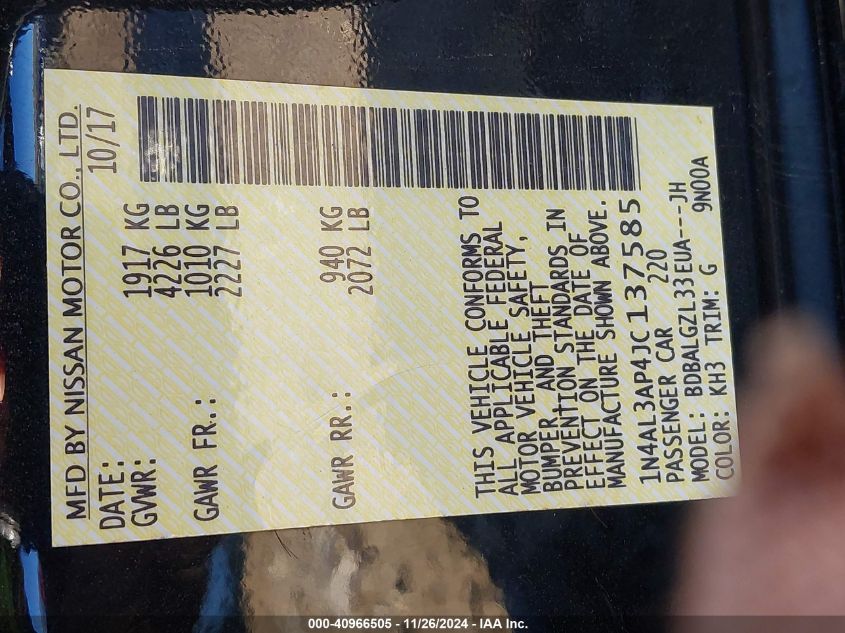 MFD BY NISSAN MOTOR CO., LTD.
DATE: 10/17
GVWR: 1917 KG
4226 LB
GAWR FR.: 1010 KG
2227 LB
GAWR RR.: 940 KG
2072 LB
THIS VEHICLE CONFORMS TO
ALL APPLICABLE FEDERAL
MOTOR VEHICLE SAFETY,
BUMPER AND THEFT
PREVENTION STANDARDS IN
EFFECT ON THE DATE OF
MANUFACTURE SHOWN ABOVE.
1N4AL3AP4JC137585
PASSENGER CAR 220
MODEL: BDBALGZL33EUA---JH
COLOR: KH3 TRIM: G 9N00A
000-40966505 - 11/26/2024 - IAA Inc.